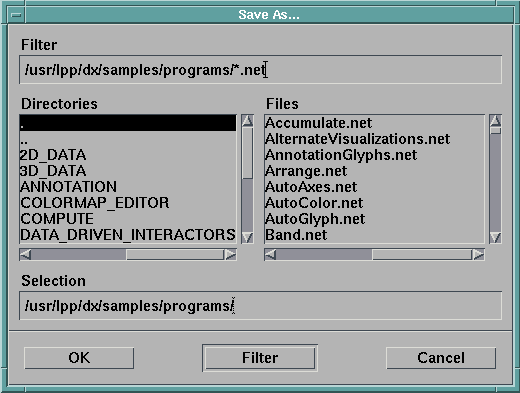 Save As...
Filter
/usr/lpp/dx/samples/programs/*.net
Directories
.
..
2D_DATA
3D_DATA
ANNOTATION
COLORMAP_EDITOR
COMPUTE
DATA_DRIVEN_INTERACTORS
Files
Accumulate.net
AlternateVisualizations.net
AnnotationGlyphs.net
Arrange.net
AutoAxes.net
AutoColor.net
AutoGlyph.net
Band.net
Selection
/usr/lpp/dx/samples/programs/
OK
Filter
Cancel